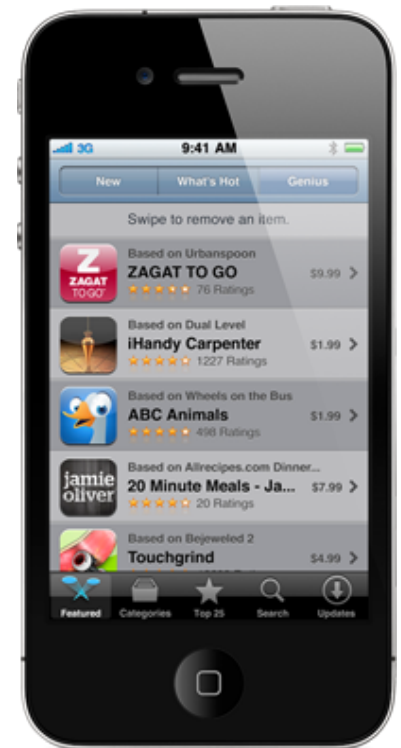 3G 9:41 AM
New What's Hot Genius
Swipe to remove an item.
Based on Urbanspoon
Z
ZAGAT
TO GO
ZAGAT TO GO $9.99
76 Ratings
Based on Dual Level
iHandy Carpenter $1.99
1227 Ratings
Based on Wheels on the Bus
ABC Animals $1.99
498 Ratings
Based on Allrecipes.com Dinner...
jamie
oliver
20 Minute Meals - Ja... $7.99
20 Ratings
Based on Bejeweled 2
Touchgrind $4.99
Featured Categories Top 25 Search Updates